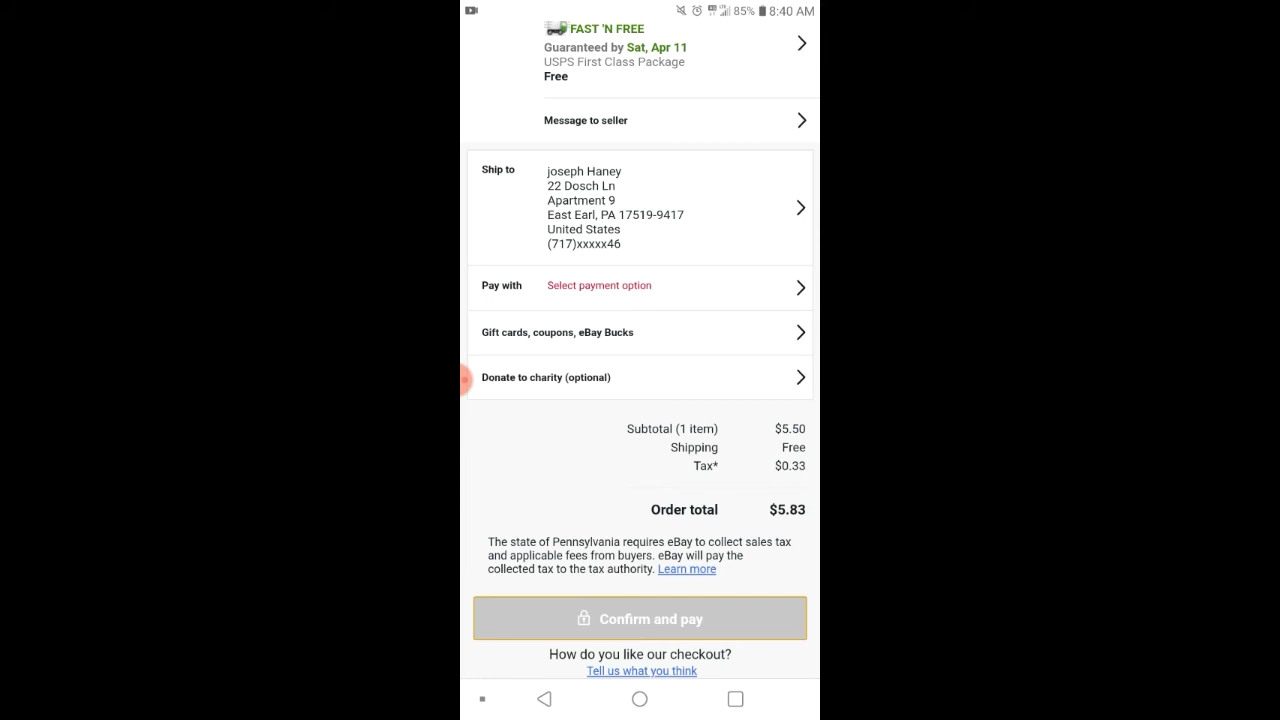 85% 8:40 AM
FAST 'N FREE
Guaranteed by Sat, Apr 11
USPS First Class Package
Free
Message to seller
Ship to joseph Haney
22 Dosch Ln
Apartment 9
East Earl, PA 17519-9417
United States
(717)xxxxx46
Pay with Select payment option
Gift cards, coupons, eBay Bucks
Donate to charity (optional)
Subtotal (1 item) $5.50
Shipping Free
Tax* $0.33
Order total $5.83
The state of Pennsylvania requires eBay to collect sales tax
and applicable fees from buyers. eBay will pay the
collected tax to the tax authority. Learn more
Confirm and pay
How do you like our checkout?
Tell us what you think